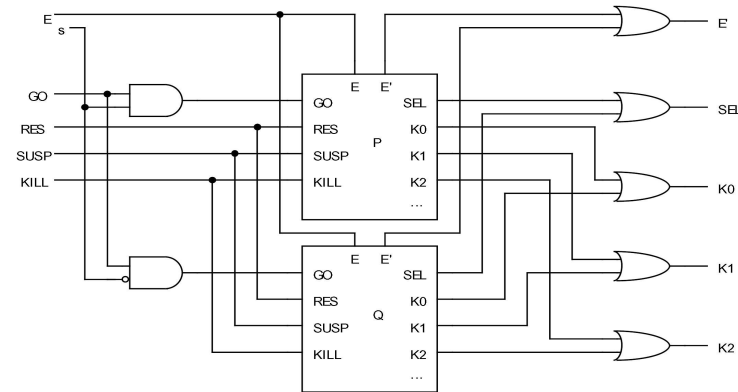 E
s
GO
RES
SUSP
KILL
E E'
GO SEL
RES K0
P
SUSP K1
KILL K2
...
E E'
GO SEL
RES K0
Q
SUSP K1
KILL K2
...
E'
SEL
K0
K1
K2